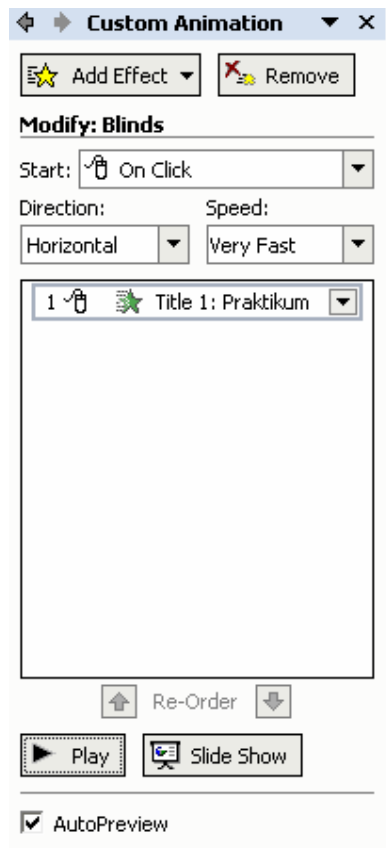 Custom Animation
Add Effect Remove
Modify: Blinds
Start: On Click
Direction: Speed:
Horizontal Very Fast
1 Title 1: Praktikum
Re-Order
Play Slide Show
AutoPreview